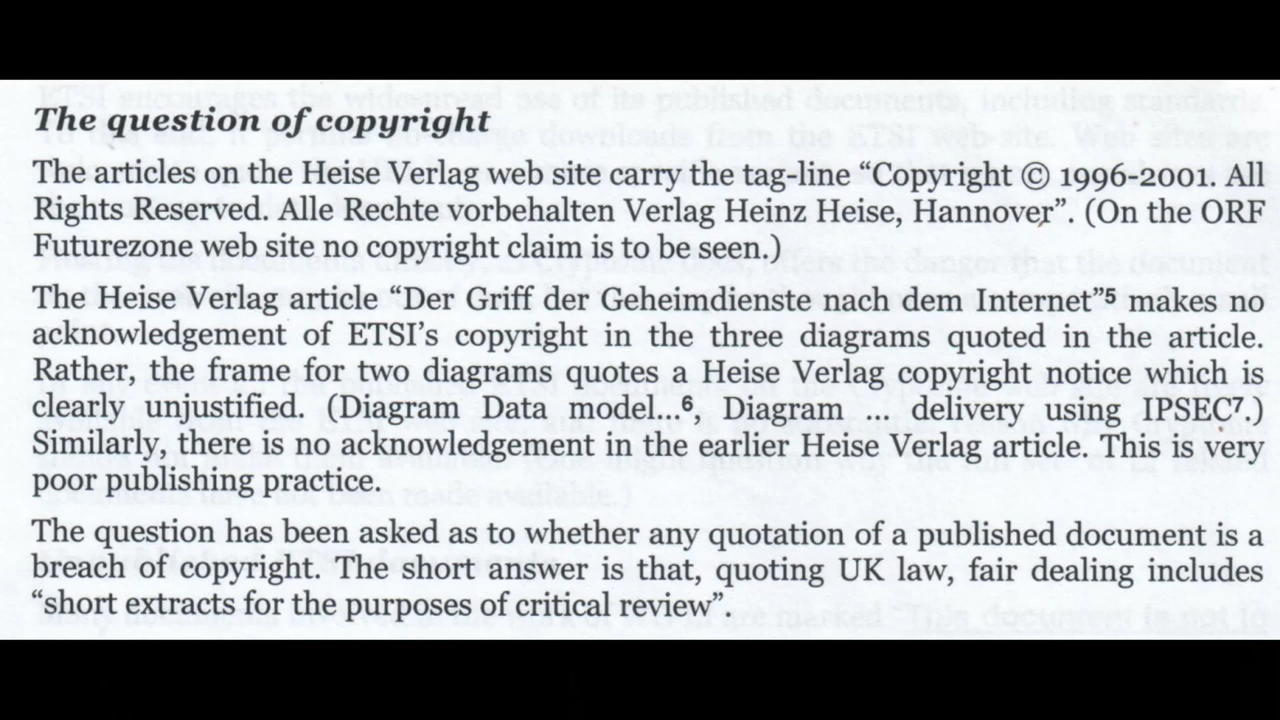 The question of copyright
The articles on the Heise Verlag web site carry the tag-line “Copyright © 1996-2001. All
Rights Reserved. Alle Rechte vorbehalten Verlag Heinz Heise, Hannover”. (On the ORF
Futurezone web site no copyright claim is to be seen.)
The Heise Verlag article “Der Griff der Geheimdienste nach dem Internet”⁵ makes no
acknowledgement of ETSI’s copyright in the three diagrams quoted in the article.
Rather, the frame for two diagrams quotes a Heise Verlag copyright notice which is
clearly unjustified. (Diagram Data model...⁶, Diagram ... delivery using IPSEC⁷.)
Similarly, there is no acknowledgement in the earlier Heise Verlag article. This is very
poor publishing practice.
The question has been asked as to whether any quotation of a published document is a
breach of copyright. The short answer is that, quoting UK law, fair dealing includes
“short extracts for the purposes of critical review”